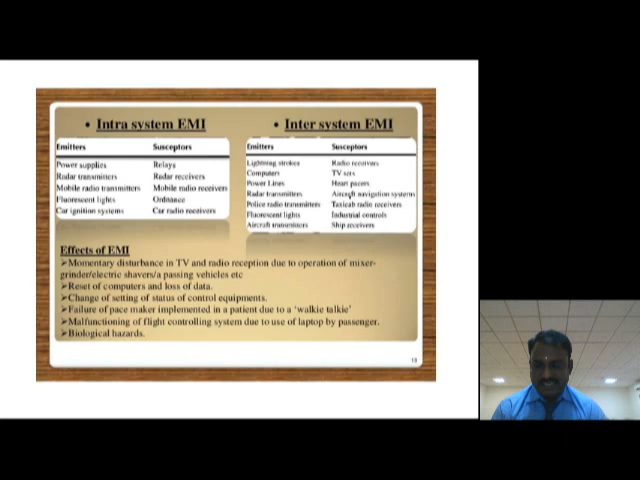 • Intra system EMI
Emitters Susceptors
Power supplies Relays
Radar transmitters Radar receivers
Mobile radio transmitters Mobile radio receivers
Fluorescent lights Ordnance
Car ignition systems Car radio receivers
• Inter system EMI
Emitters Susceptors
Lightning strokes Radio receivers
Computers TV sets
Power Lines Heart pacers
Radar transmitters Aircraft navigation systems
Police radio transmitters Taxicab radio receivers
Fluorescent lights Industrial controls
Aircraft transmitters Ship receivers
Effects of EMI
➢Momentary disturbance in TV and radio reception due to operation of mixer-
grinder/electric shavers/a passing vehicles etc
➢Reset of computers and loss of data.
➢Change of setting of status of control equipments.
➢Failure of pace maker implemented in a patient due to a ‘walkie talkie’
➢Malfunctioning of flight controlling system due to use of laptop by passenger.
➢Biological hazards.
13